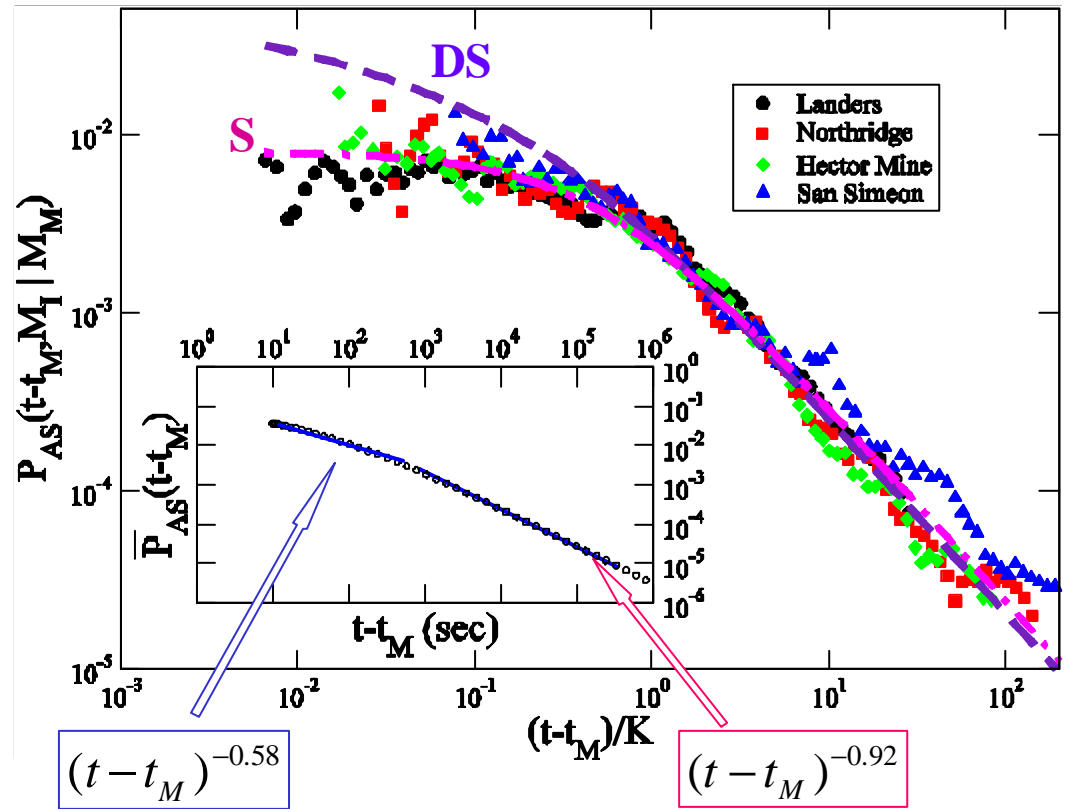 DS
S
Landers
Northridge
Hector Mine
San Simeon
10^-2
10^-3
10^-4
10^-5
P_AS(t-t_M, M_I | M_M)
10^0 10^1 10^2 10^3 10^4 10^5 10^6
10^0
10^-1
10^-2
10^-3
10^-4
10^-5
10^-6
P̅_AS(t-t_M)
t-t_M (sec)
10^-3 10^-2 10^-1 10^0 10^1 10^2
(t-t_M)/K
(t − t_M)^−0.58
(t − t_M)^−0.92